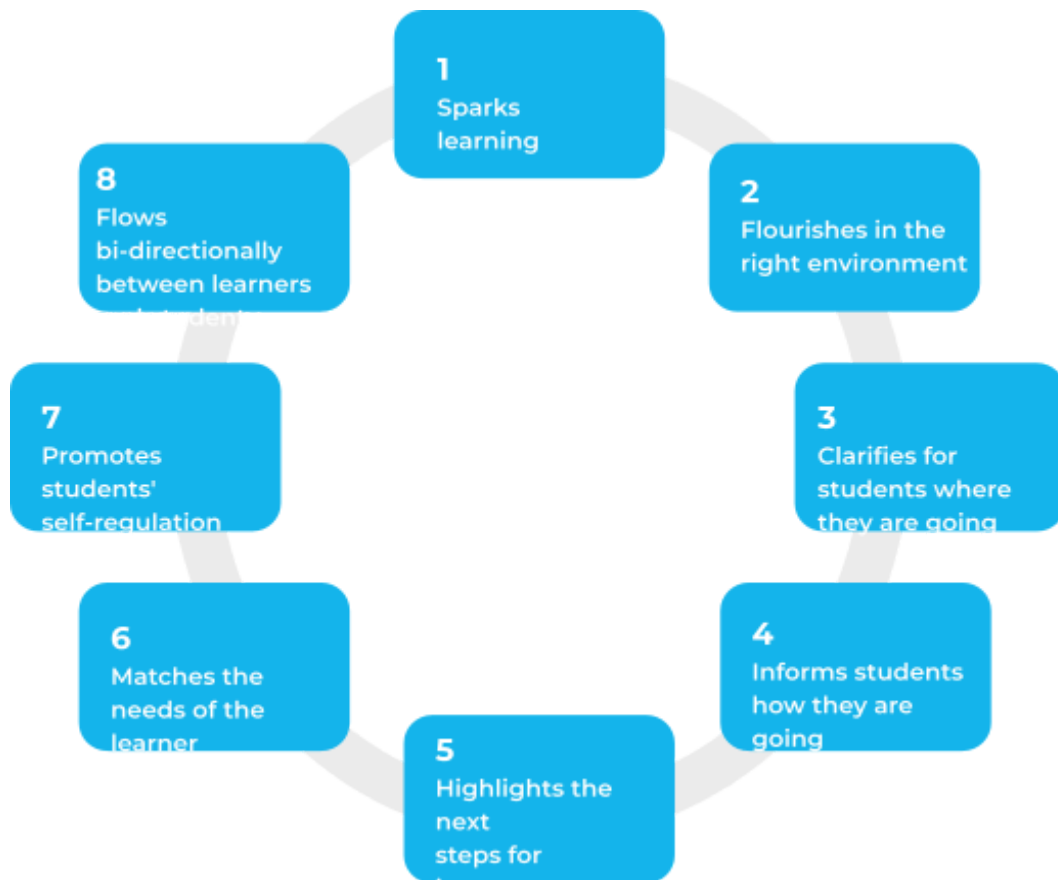 1
Sparks
learning
2
Flourishes in the
right environment
3
Clarifies for
students where
they are going
4
Informs students
how they are
going
5
Highlights the
next
steps for
6
Matches the
needs of the
learner
7
Promotes
students'
self-regulation
8
Flows
bi-directionally
between learners